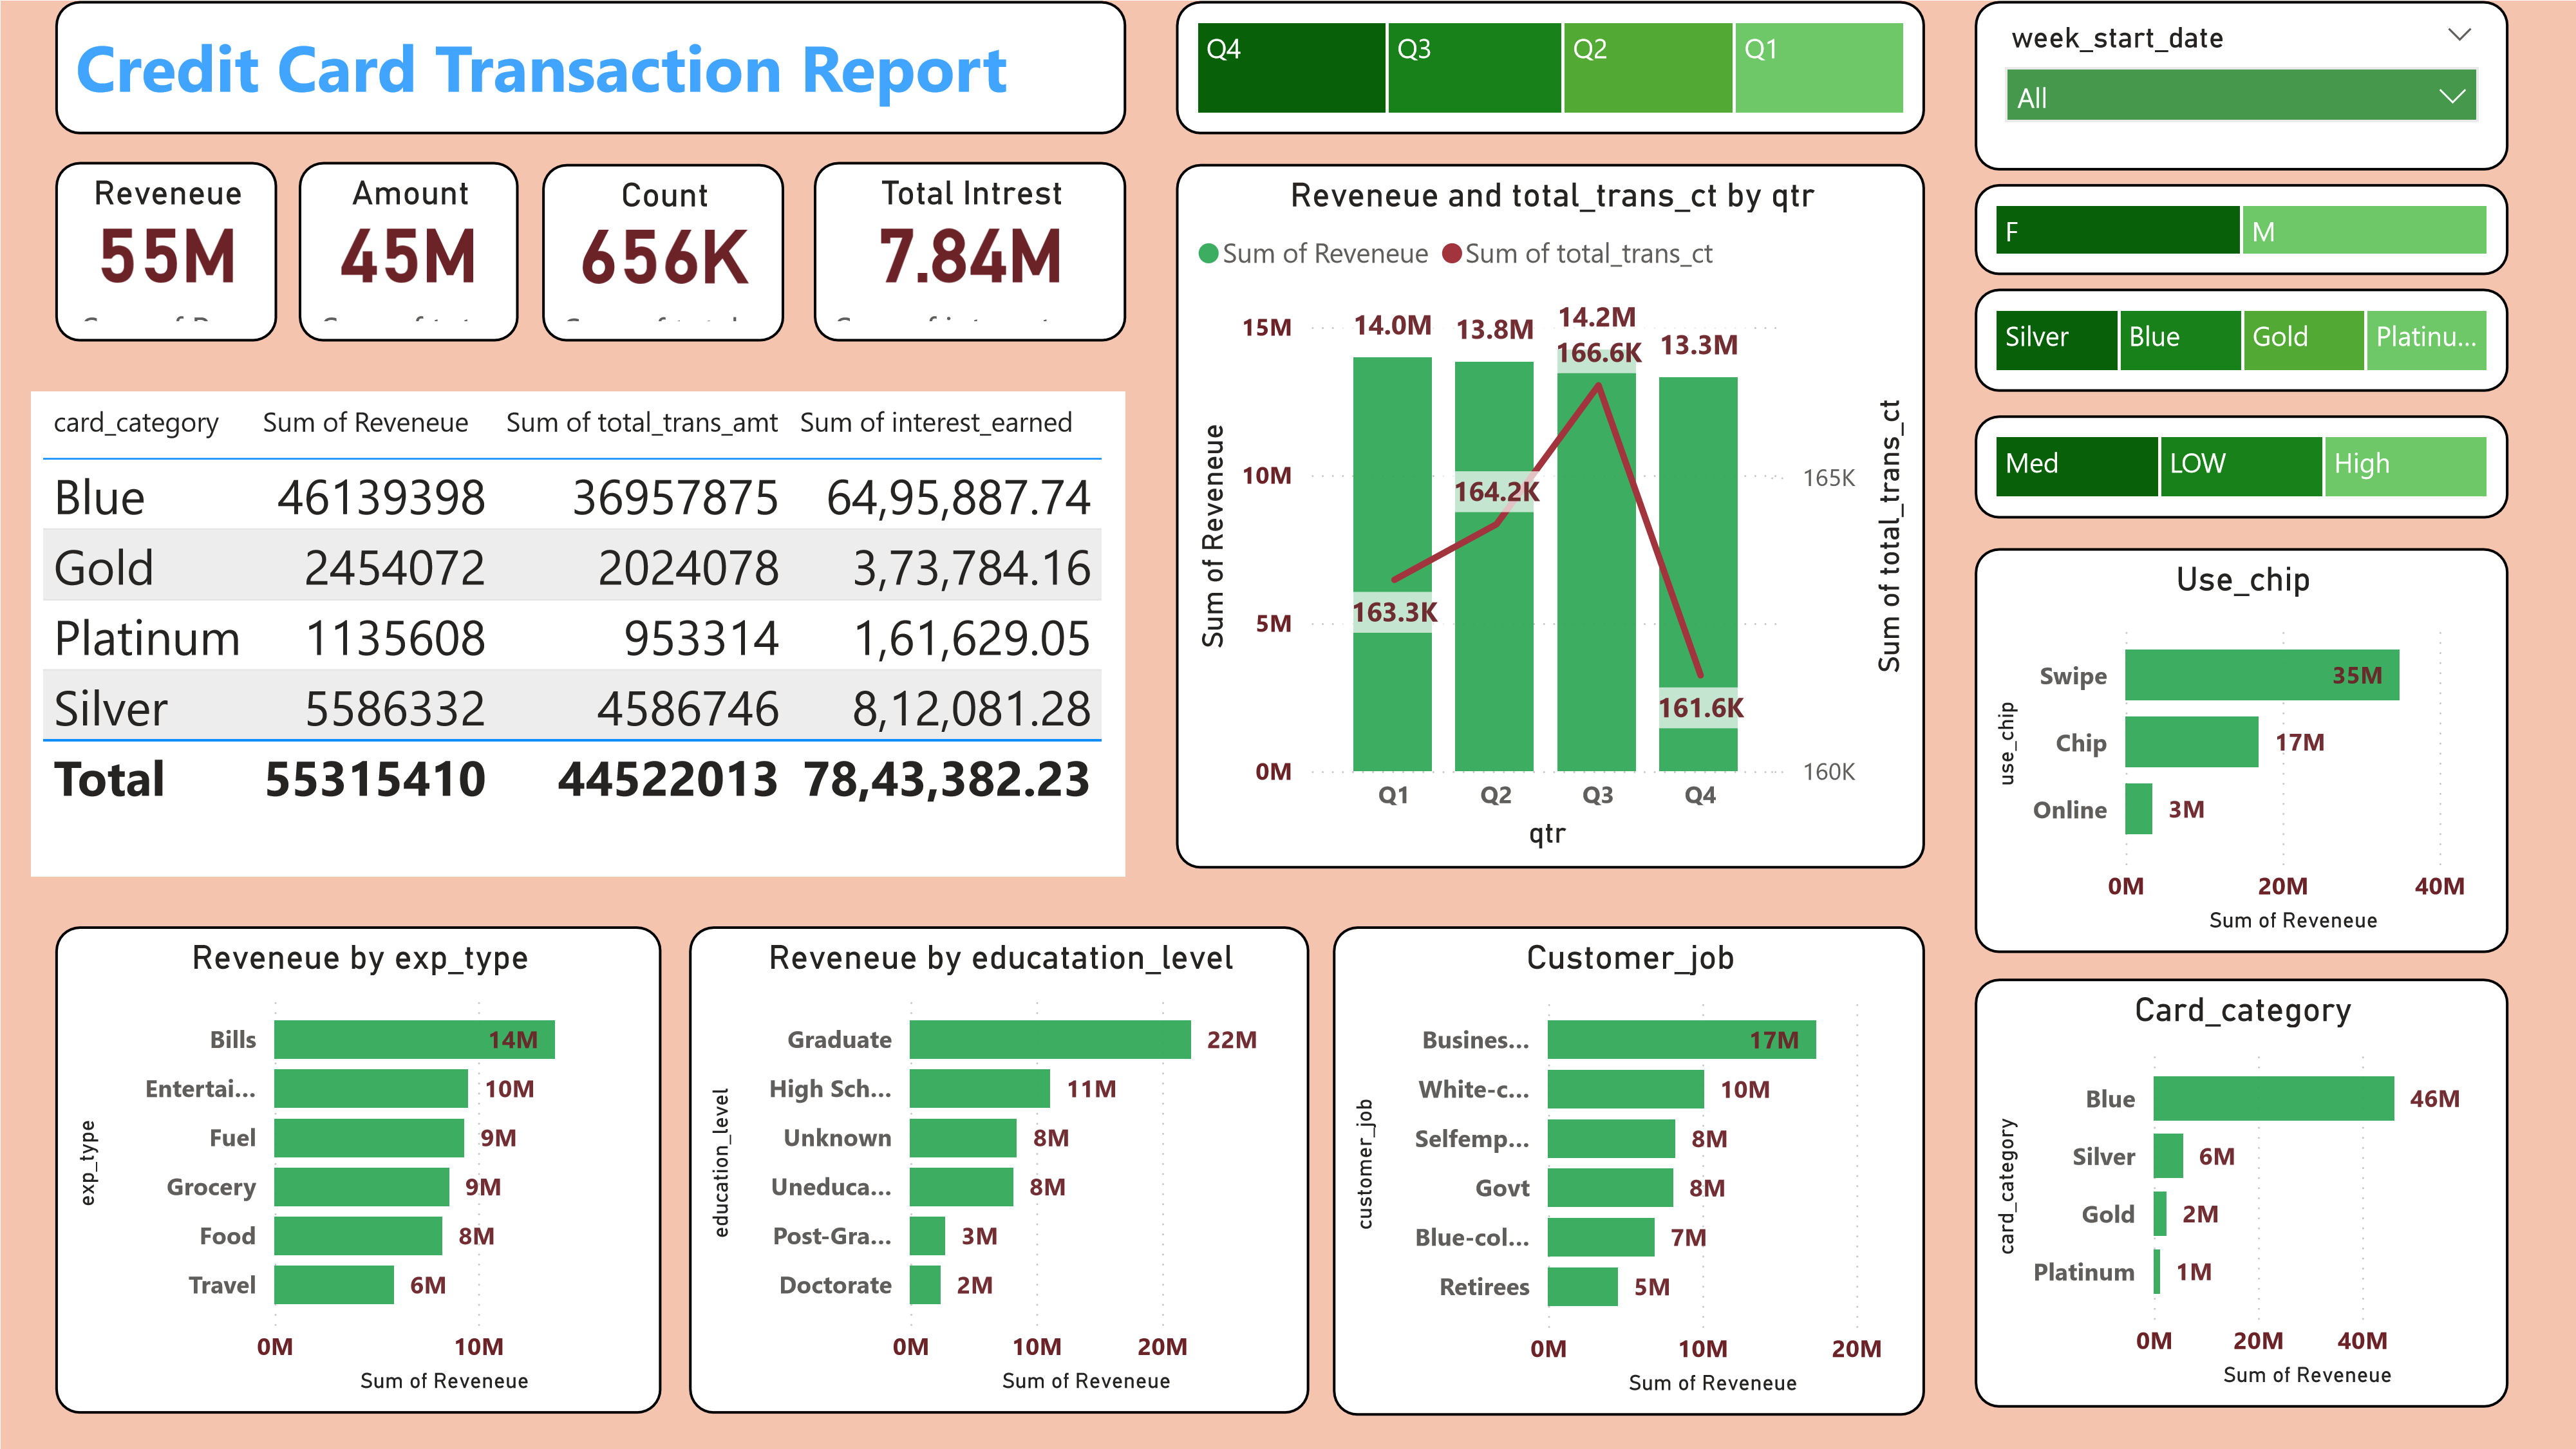 Credit Card Transaction Report
Q4 Q3 Q2 Q1
week_start_date
All
F M
Silver Blue Gold Platinu...
Med LOW High
Reveneue
55M
Amount
45M
Count
656K
Total Intrest
7.84M
card_category Sum of Reveneue Sum of total_trans_amt Sum of interest_earned
Blue 46139398 36957875 64,95,887.74
Gold 2454072 2024078 3,73,784.16
Platinum 1135608 953314 1,61,629.05
Silver 5586332 4586746 8,12,081.28
Total 55315410 44522013 78,43,382.23
Reveneue and total_trans_ct by qtr
Sum of Reveneue Sum of total_trans_ct
15M
10M
5M
0M
Sum of Reveneue
14.0M 13.8M 14.2M 13.3M
163.3K 164.2K 166.6K 161.6K
165K
160K
Sum of total_trans_ct
Q1 Q2 Q3 Q4
qtr
Use_chip
use_chip
Swipe 35M
Chip 17M
Online 3M
0M 20M 40M
Sum of Reveneue
Reveneue by exp_type
exp_type
Bills 14M
Entertai... 10M
Fuel 9M
Grocery 9M
Food 8M
Travel 6M
0M 10M
Sum of Reveneue
Reveneue by educatation_level
education_level
Graduate 22M
High Sch... 11M
Unknown 8M
Uneduca... 8M
Post-Gra... 3M
Doctorate 2M
0M 10M 20M
Sum of Reveneue
Customer_job
customer_job
Busines... 17M
White-c... 10M
Selfemp... 8M
Govt 8M
Blue-col... 7M
Retirees 5M
0M 10M 20M
Sum of Reveneue
Card_category
card_category
Blue 46M
Silver 6M
Gold 2M
Platinum 1M
0M 20M 40M
Sum of Reveneue